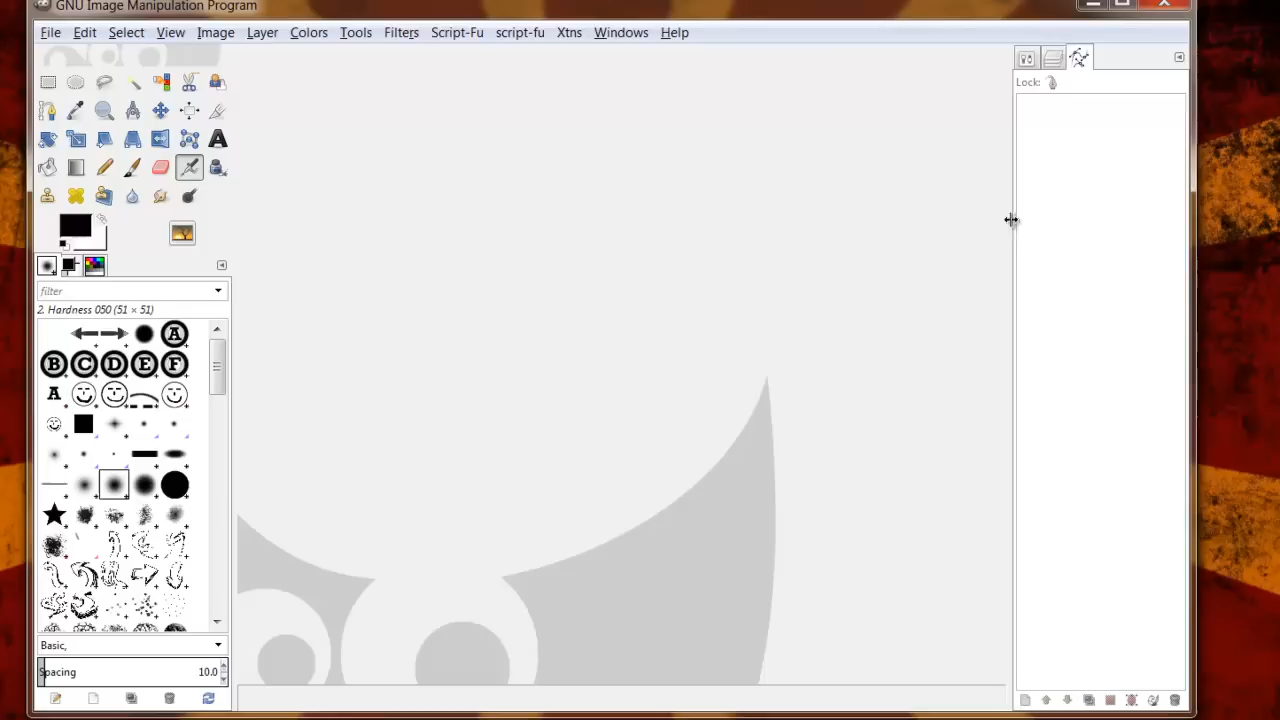 GNU Image Manipulation Program
File Edit Select View Image Layer Colors Tools Filters Script-Fu script-fu Xtns Windows Help
Lock:
A
filter
2. Hardness 050 (51 × 51)
A
B C D E F
A
Basic,
Spacing 10.0